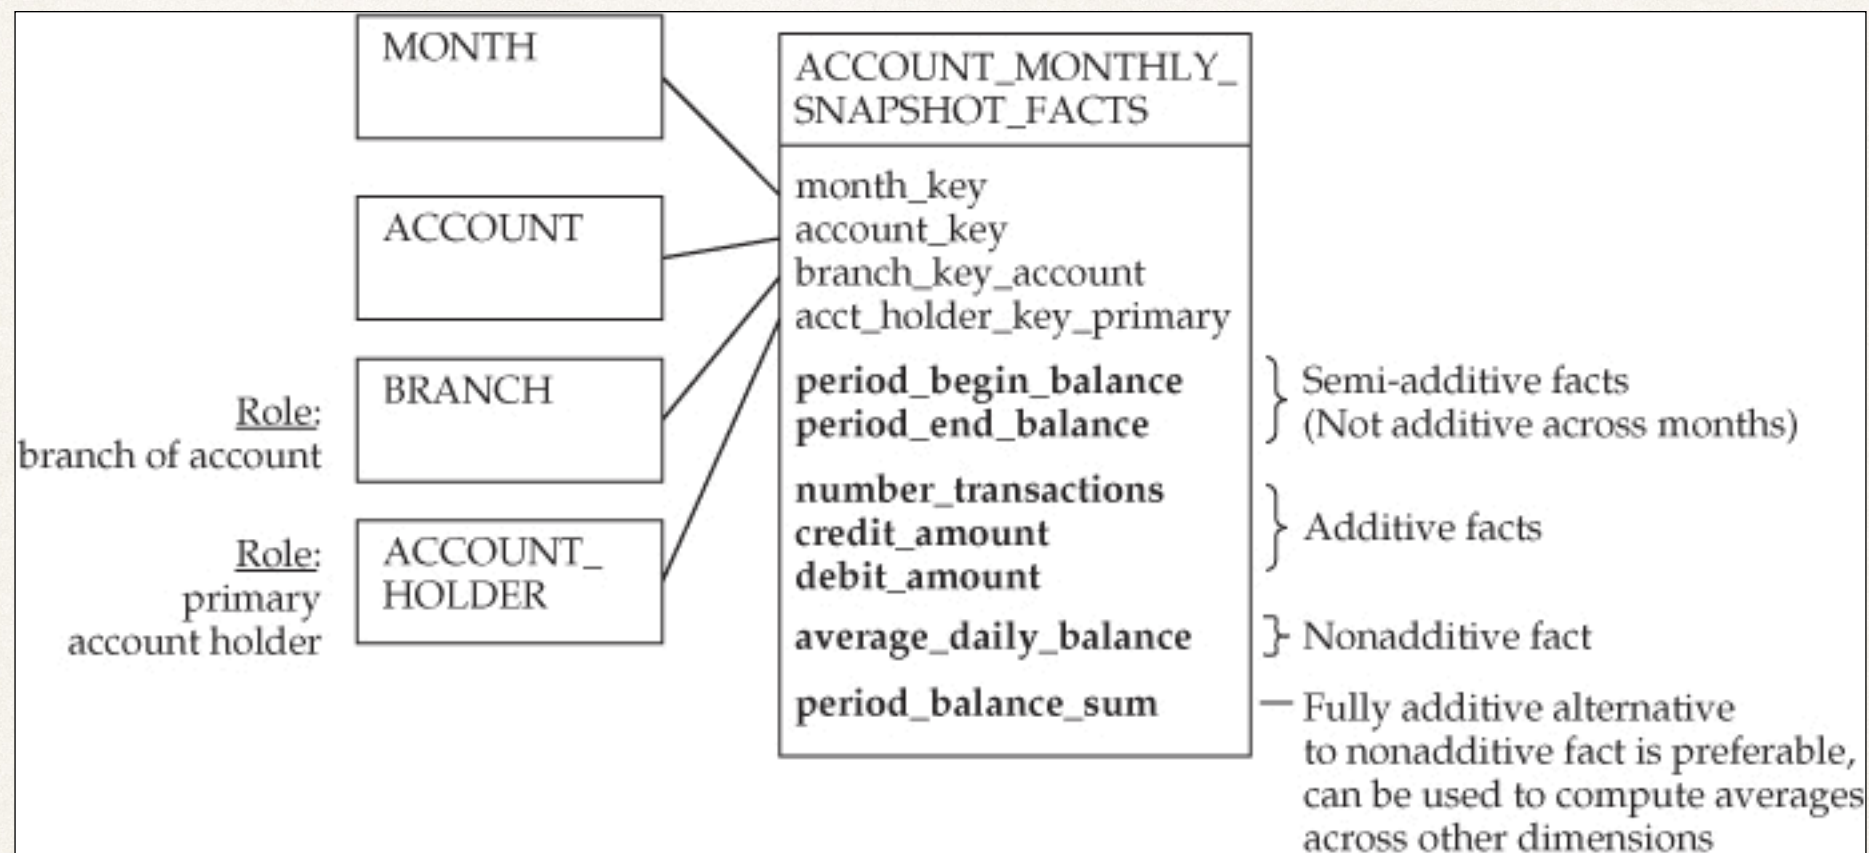 MONTH
ACCOUNT
Role:
branch of account
BRANCH
Role:
primary
account holder
ACCOUNT_
HOLDER
ACCOUNT_MONTHLY_
SNAPSHOT_FACTS
month_key
account_key
branch_key_account
acct_holder_key_primary
period_begin_balance
period_end_balance
Semi-additive facts
(Not additive across months)
number_transactions
credit_amount
debit_amount
Additive facts
average_daily_balance
Nonadditive fact
period_balance_sum
Fully additive alternative
to nonadditive fact is preferable,
can be used to compute averages
across other dimensions